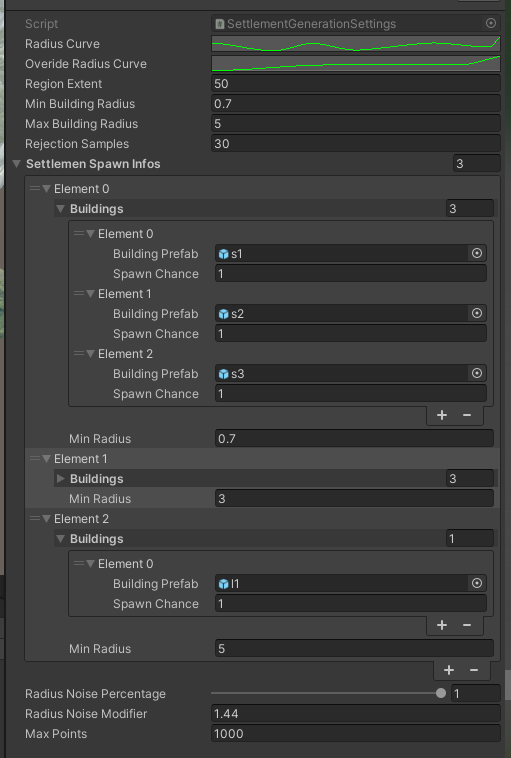 Script SettlementGenerationSettings
Radius Curve
Overide Radius Curve
Region Extent 50
Min Building Radius 0.7
Max Building Radius 5
Rejection Samples 30
Settlemen Spawn Infos 3
Element 0
Buildings 3
Element 0
Building Prefab s1
Spawn Chance 1
Element 1
Building Prefab s2
Spawn Chance 1
Element 2
Building Prefab s3
Spawn Chance 1
+ −
Min Radius 0.7
Element 1
Buildings 3
Min Radius 3
Element 2
Buildings 1
Element 0
Building Prefab l1
Spawn Chance 1
+ −
Min Radius 5
+ −
Radius Noise Percentage 1
Radius Noise Modifier 1.44
Max Points 1000